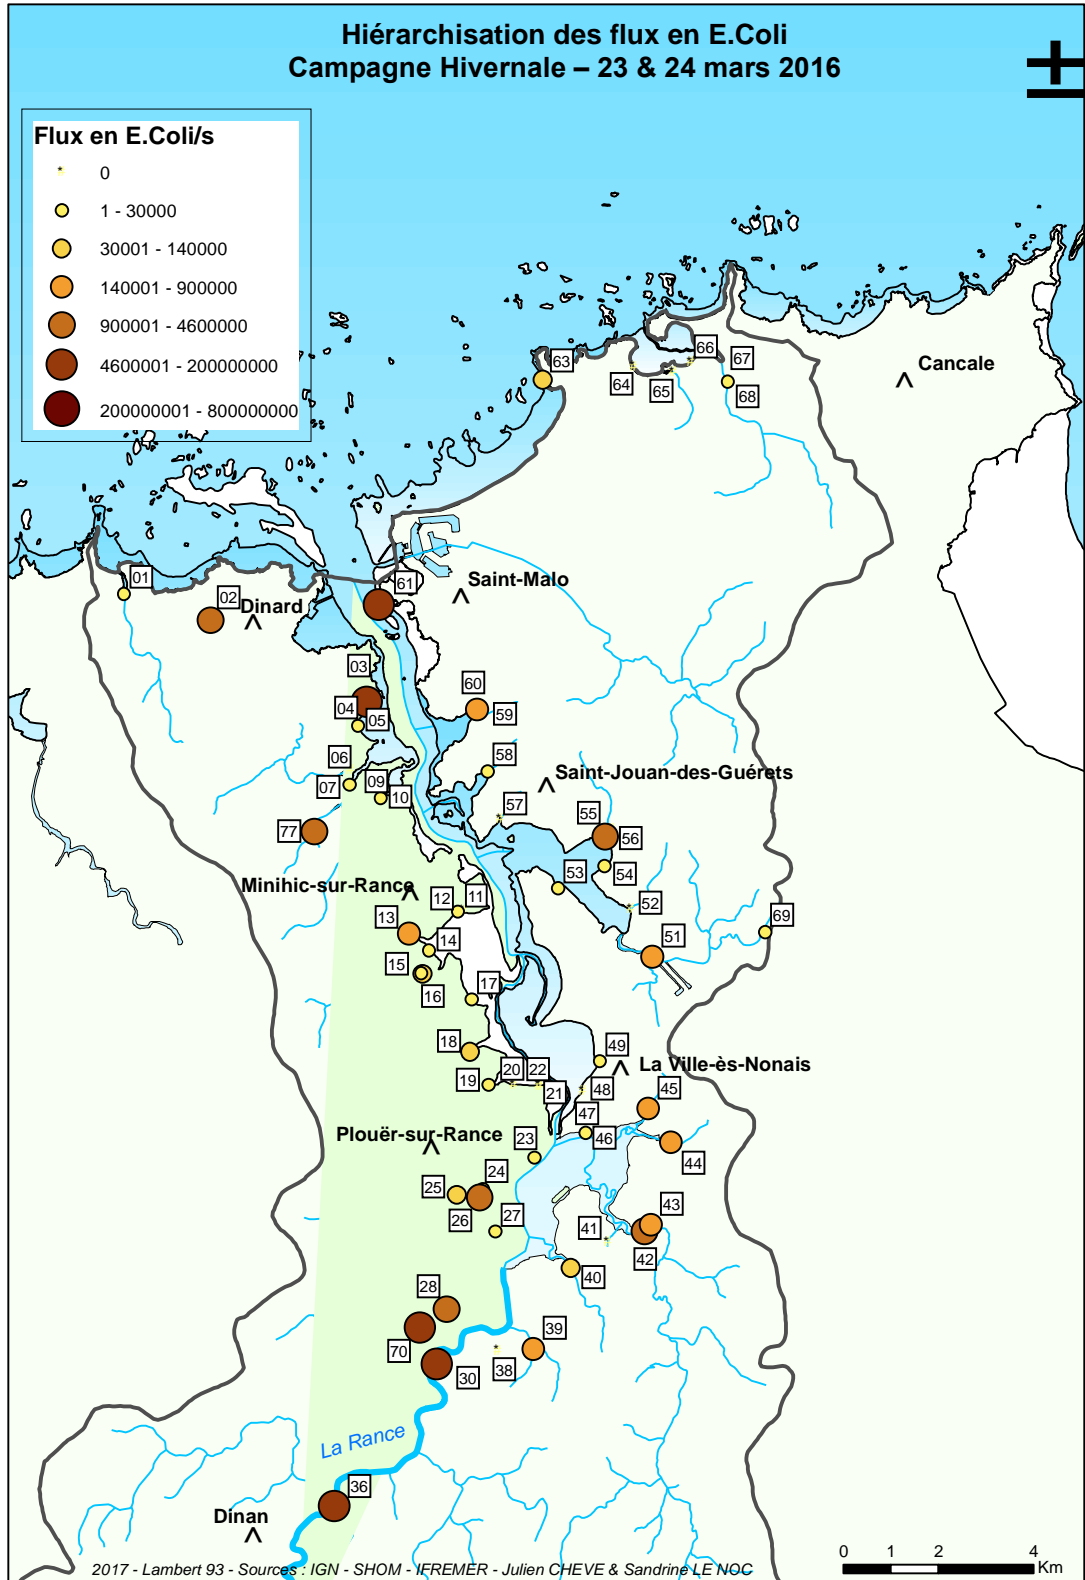 Hiérarchisation des flux en E.Coli
Campagne Hivernale – 23 & 24 mars 2016
Flux en E.Coli/s
0
1 - 30000
30001 - 140000
140001 - 900000
900001 - 4600000
4600001 - 200000000
200000001 - 800000000
63
64
65
66
67
68
Cancale
01
02
Dinard
61
Saint-Malo
03
04
05
60
59
06
07
09
10
58
Saint-Jouan-des-Guérets
57
55
56
77
54
53
52
Minihic-sur-Rance
12
11
13
14
51
69
15
16
17
18
49
La Ville-ès-Nonais
19
20
22
21
48
45
47
46
44
Plouër-sur-Rance
23
24
25
26
27
41
43
42
40
28
70
30
38
39
La Rance
36
Dinan
2017 - Lambert 93 - Sources : IGN - SHOM - IFREMER - Julien CHEVE & Sandrine LE NOC
0 1 2 4
Km